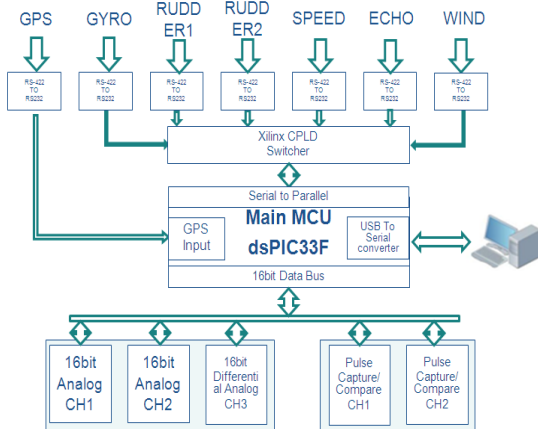 GPS
GYRO
RUDD
ER1
RUDD
ER2
SPEED
ECHO
WIND
RS-422
TO
RS232
RS-422
TO
RS232
RS-422
TO
RS232
RS-422
TO
RS232
RS-422
TO
RS232
RS-422
TO
RS232
RS-422
TO
RS232
Xilinx CPLD
Switcher
Serial to Parallel
Main MCU
dsPIC33F
GPS
Input
USB To
Serial
converter
16bit Data Bus
16bit
Analog
CH1
16bit
Analog
CH2
16bit
Differenti
al Analog
CH3
Pulse
Capture/
Compare
CH1
Pulse
Capture/
Compare
CH2